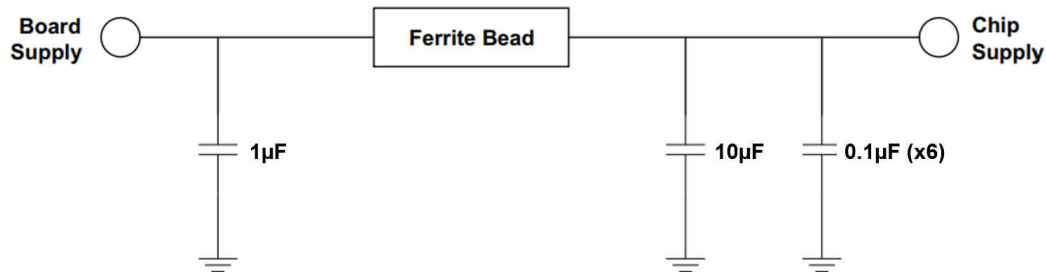 Board
Supply
Ferrite Bead
Chip
Supply
1µF
10µF
0.1µF (x6)